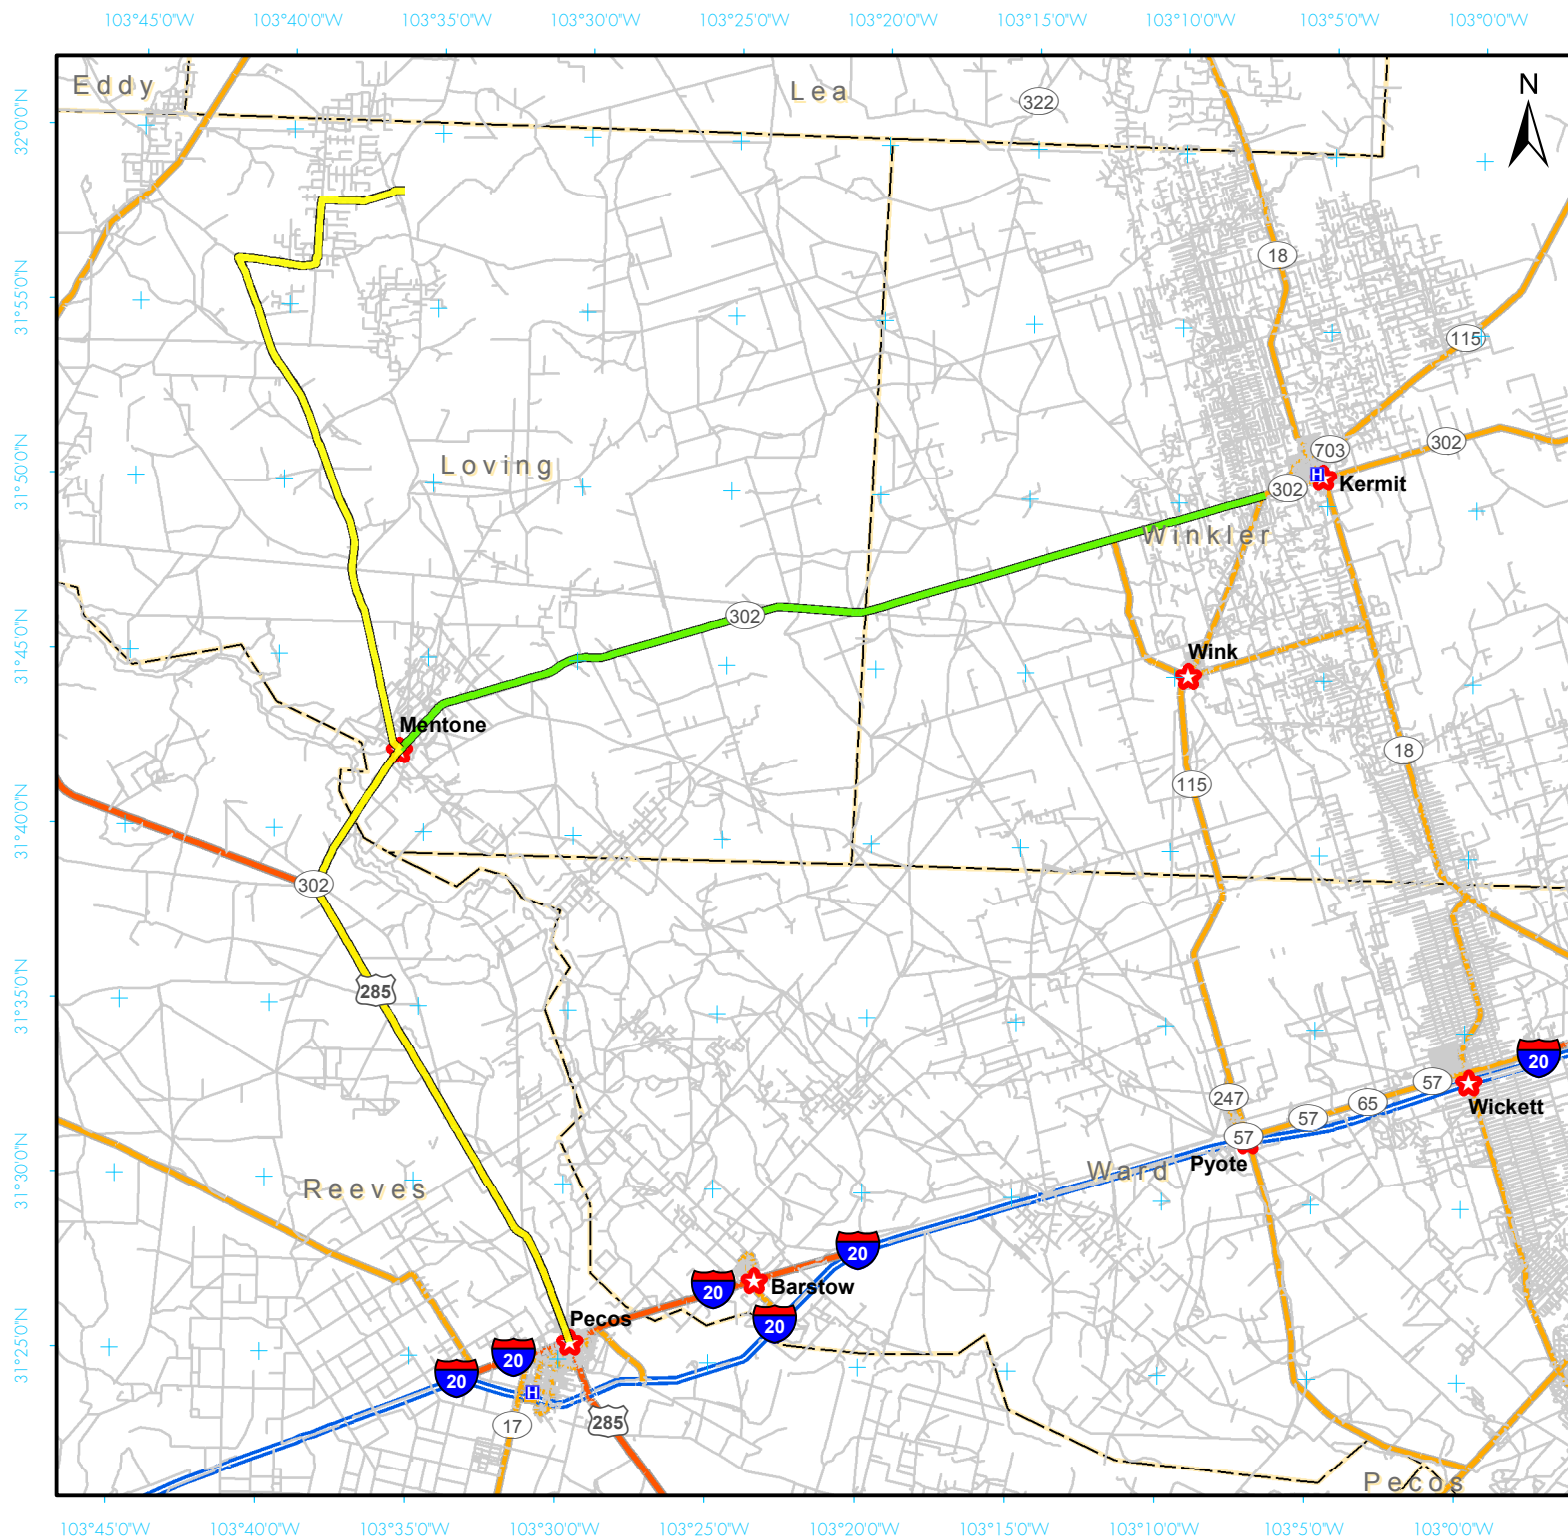 103°45'0"W 103°40'0"W 103°35'0"W 103°30'0"W 103°25'0"W 103°20'0"W 103°15'0"W 103°10'0"W 103°5'0"W 103°0'0"W
Eddy
Lea
322
N
32°0'0"N
18
31°55'0"N
115
Loving
703
302
31°50'0"N
H
Kermit
302
Winkler
302
31°45'0"N
Wink
Mentone
18
115
31°40'0"N
302
285
31°35'0"N
20
57
Wickett
247
65
57
57
Pyote
31°30'0"N
Ward
Reeves
20
20
Barstow
20
Pecos
31°25'0"N
20
20
H
285
17
Pecos
103°45'0"W 103°40'0"W 103°35'0"W 103°30'0"W 103°25'0"W 103°20'0"W 103°15'0"W 103°10'0"W 103°5'0"W 103°0'0"W